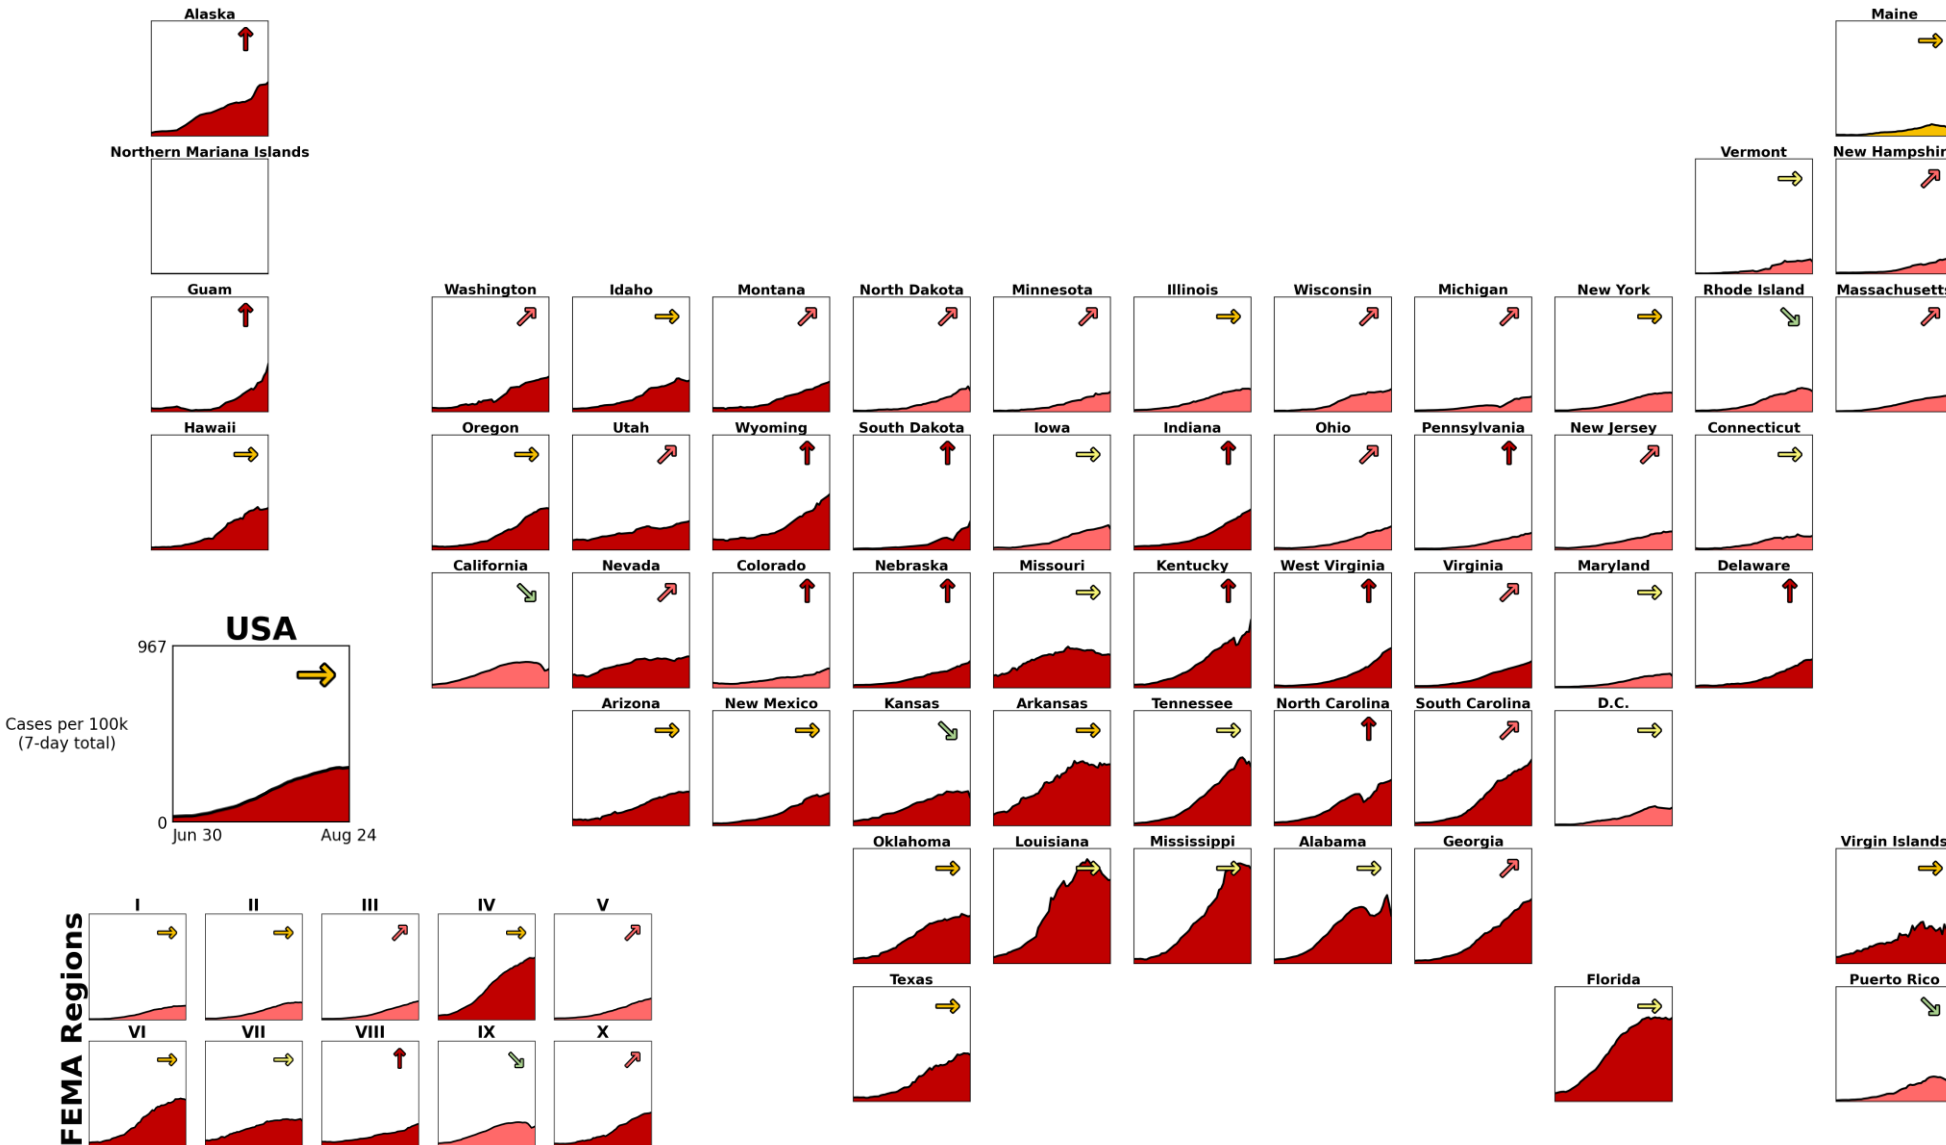 Alaska
Maine
Northern Mariana Islands
Vermont
New Hampshir
Guam
Washington
Idaho
Montana
North Dakota
Minnesota
Illinois
Wisconsin
Michigan
New York
Rhode Island
Massachusetts
Hawaii
Oregon
Utah
Wyoming
South Dakota
Iowa
Indiana
Ohio
Pennsylvania
New Jersey
Connecticut
California
Nevada
Colorado
Nebraska
Missouri
Kentucky
West Virginia
Virginia
Maryland
Delaware
USA
967
Cases per 100k
(7-day total)
0
Jun 30
Aug 24
Arizona
New Mexico
Kansas
Arkansas
Tennessee
North Carolina
South Carolina
D.C.
Oklahoma
Louisiana
Mississippi
Alabama
Georgia
Virgin Islands
Texas
Florida
Puerto Rico
FEMA Regions
I
II
III
IV
V
VI
VII
VIII
IX
X